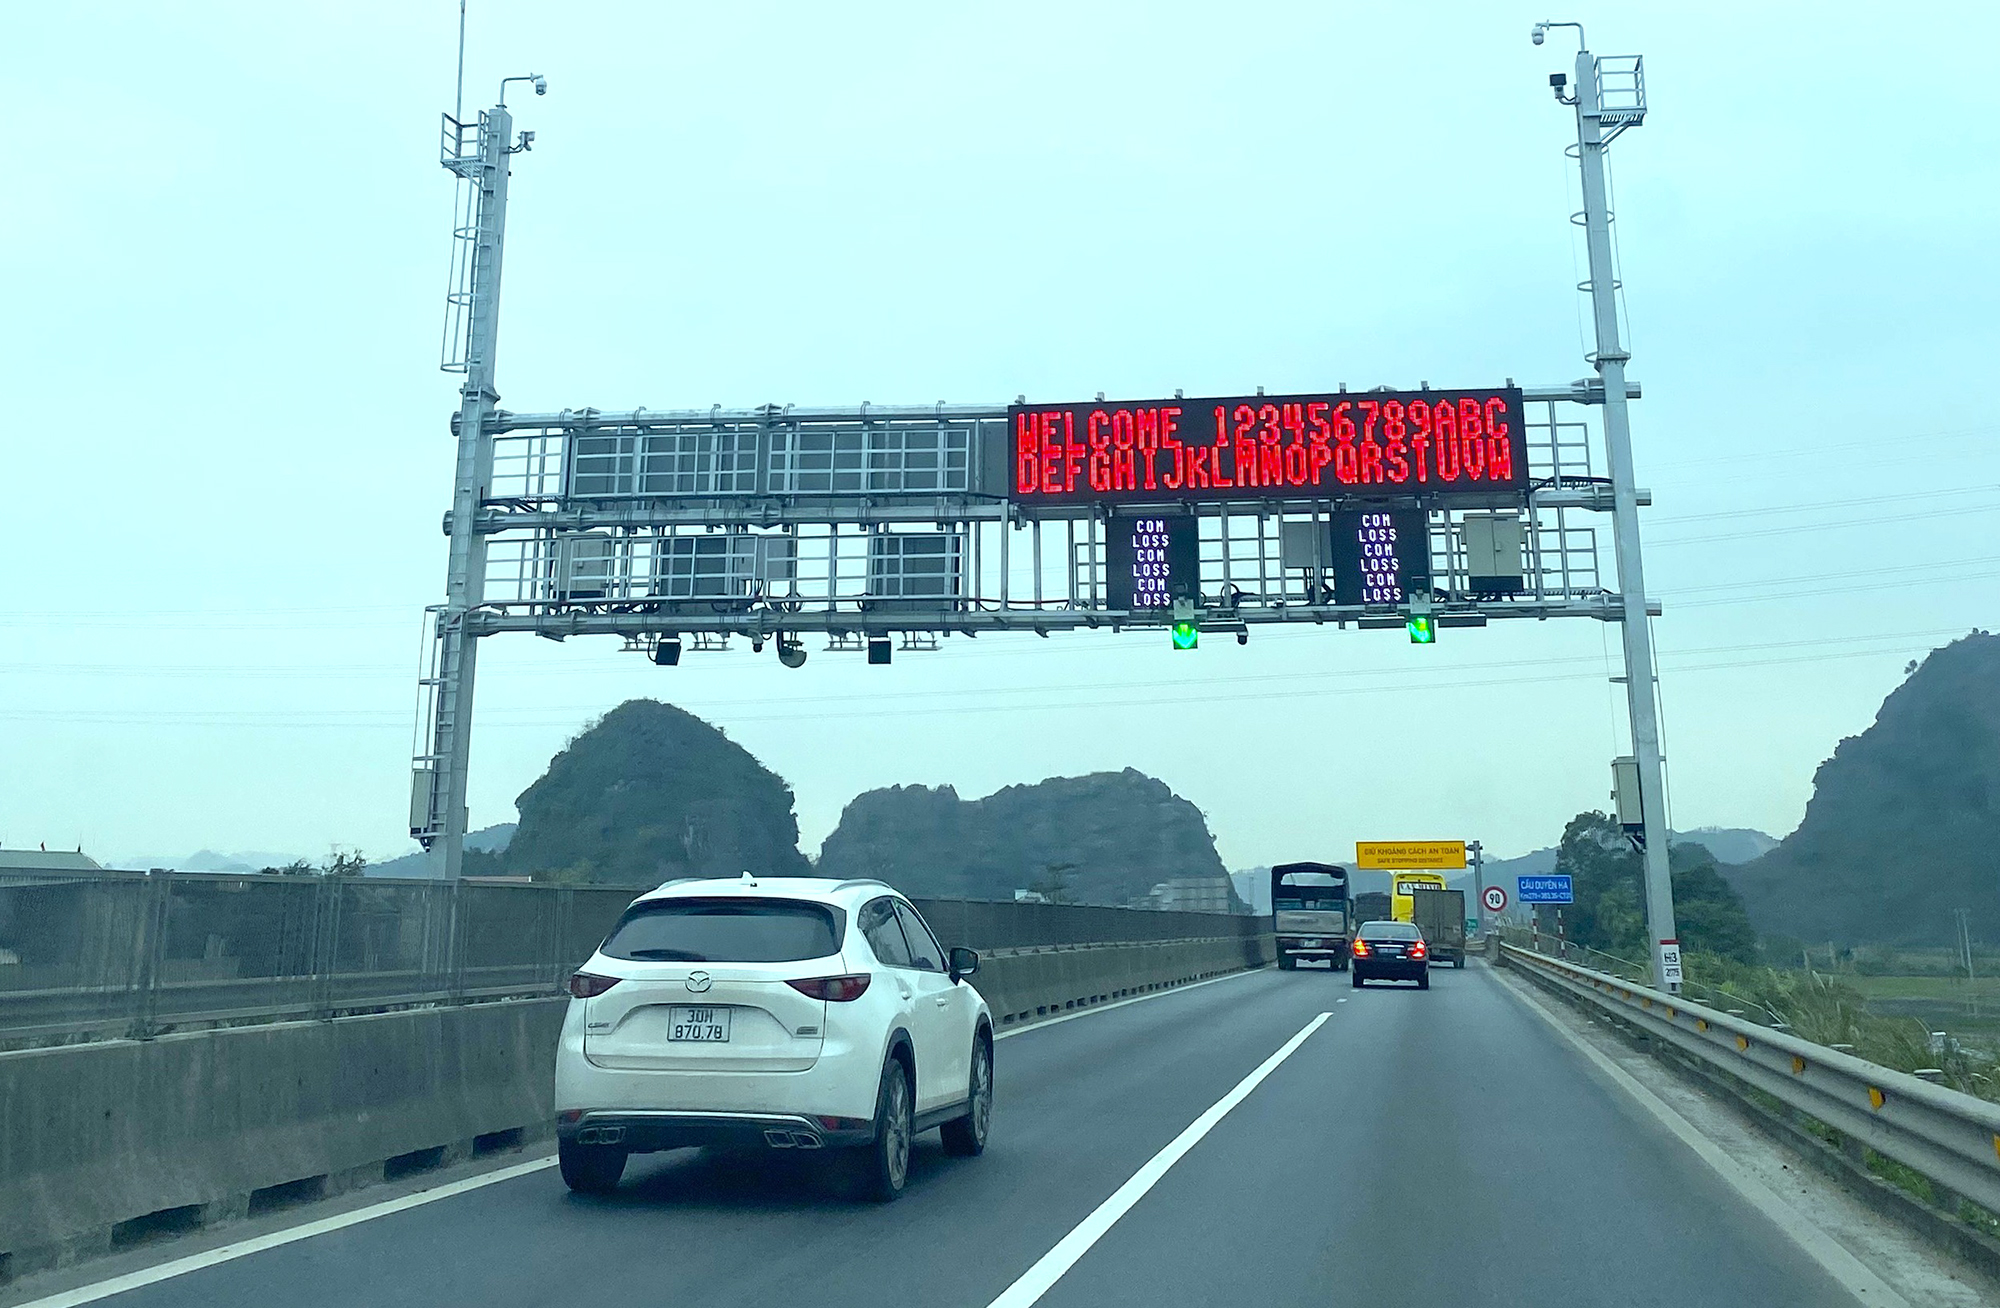 WELCOME 123456789ABC
DEFGHIJKLMNOPQRSTUVW
COM
LOSS
COM
LOSS
COM
LOSS
COM
LOSS
COM
LOSS
COM
LOSS
GIỮ KHOẢNG CÁCH AN TOÀN
SAFE STOPPING DISTANCE
90
CẦU DUYÊN HÀ
H3
30H
870.78